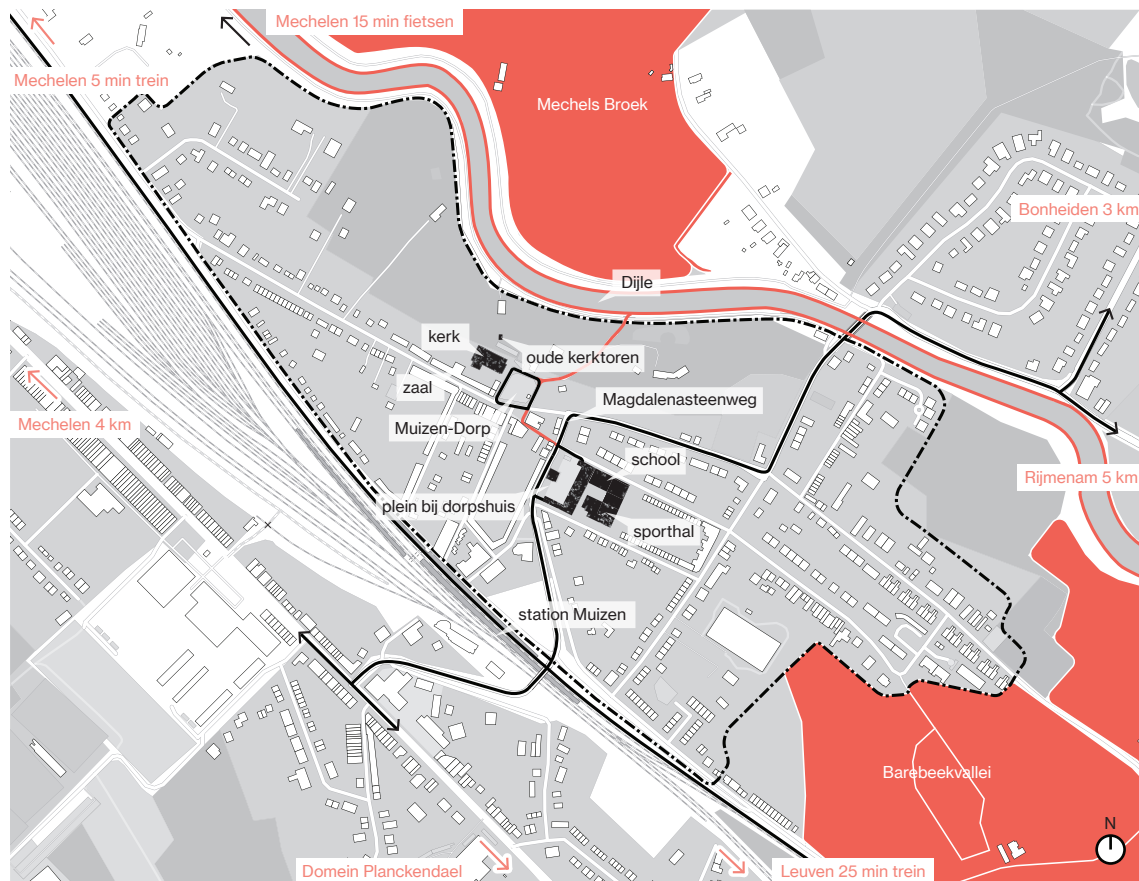 Mechelen 15 min fietsen
Mechelen 5 min trein
Mechels Broek
Bonheiden 3 km
Dijle
kerk
oude kerktoren
zaal
Magdalenasteenweg
Mechelen 4 km
Muizen-Dorp
school
Rijmenam 5 km
plein bij dorpshuis
sporthal
station Muizen
Barebeekvallei
N
Domein Planckendael
Leuven 25 min trein